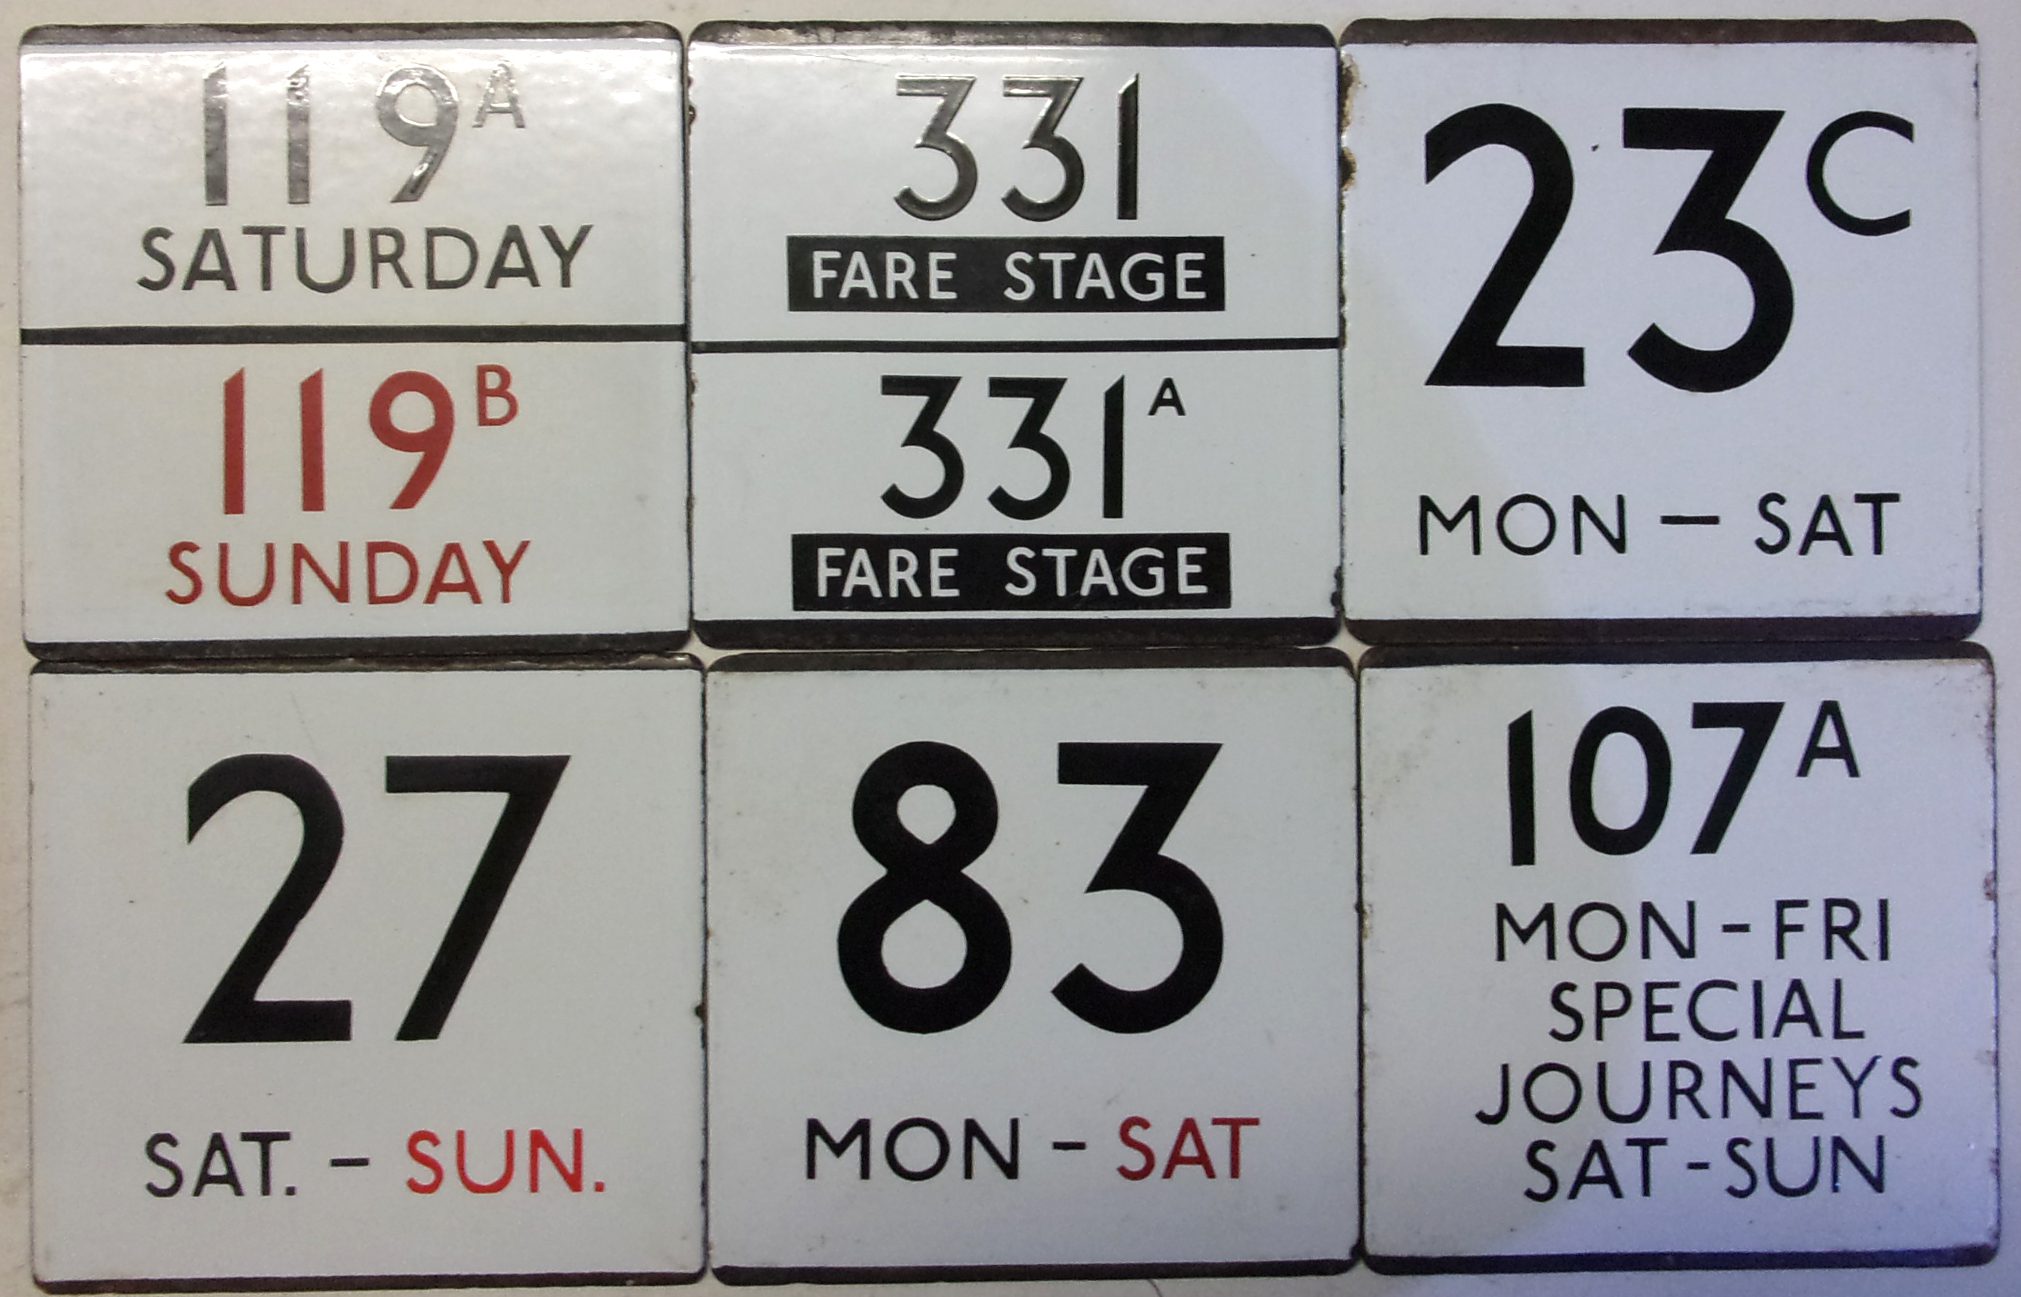 119A
SATURDAY
119B
SUNDAY
331
FARE STAGE
331A
FARE STAGE
23C
MON – SAT
27
SAT. – SUN.
83
MON – SAT
107A
MON - FRI
SPECIAL
JOURNEYS
SAT - SUN